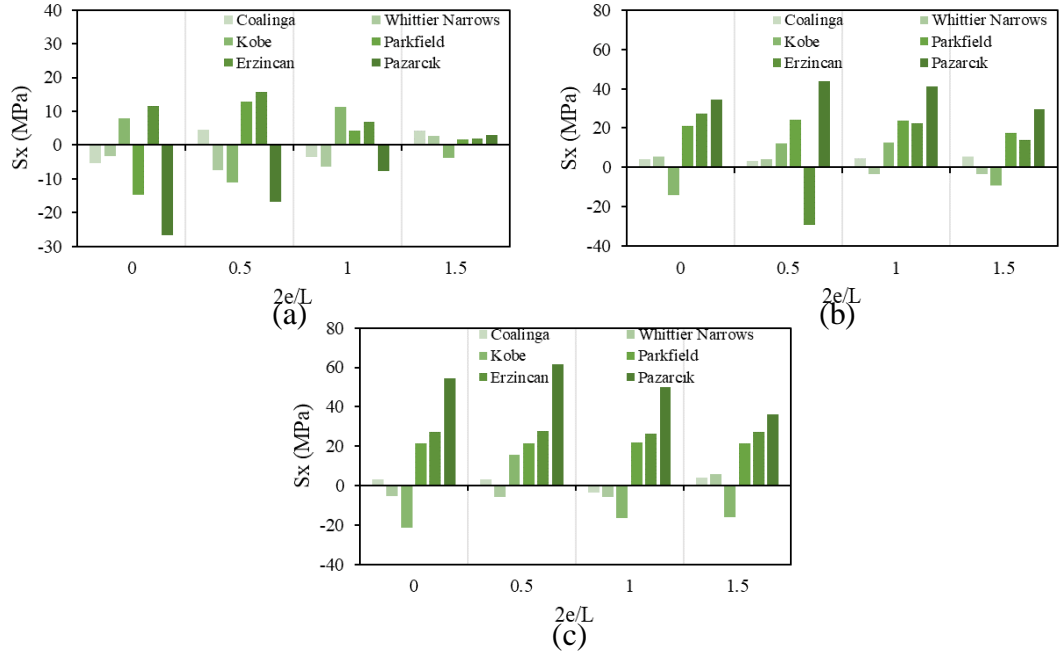 40
30
20
10
0
-10
-20
-30
Sx (MPa)
Coalinga Whittier Narrows
Kobe Parkfield
Erzincan Pazarcık
0 0.5 1 1.5
2e/L
(a)
80
60
40
20
0
-20
-40
Sx (MPa)
Coalinga Whittier Narrows
Kobe Parkfield
Erzincan Pazarcık
0 0.5 1 1.5
2e/L
(b)
80
60
40
20
0
-20
-40
Sx (MPa)
Coalinga Whittier Narrows
Kobe Parkfield
Erzincan Pazarcık
0 0.5 1 1.5
2e/L
(c)